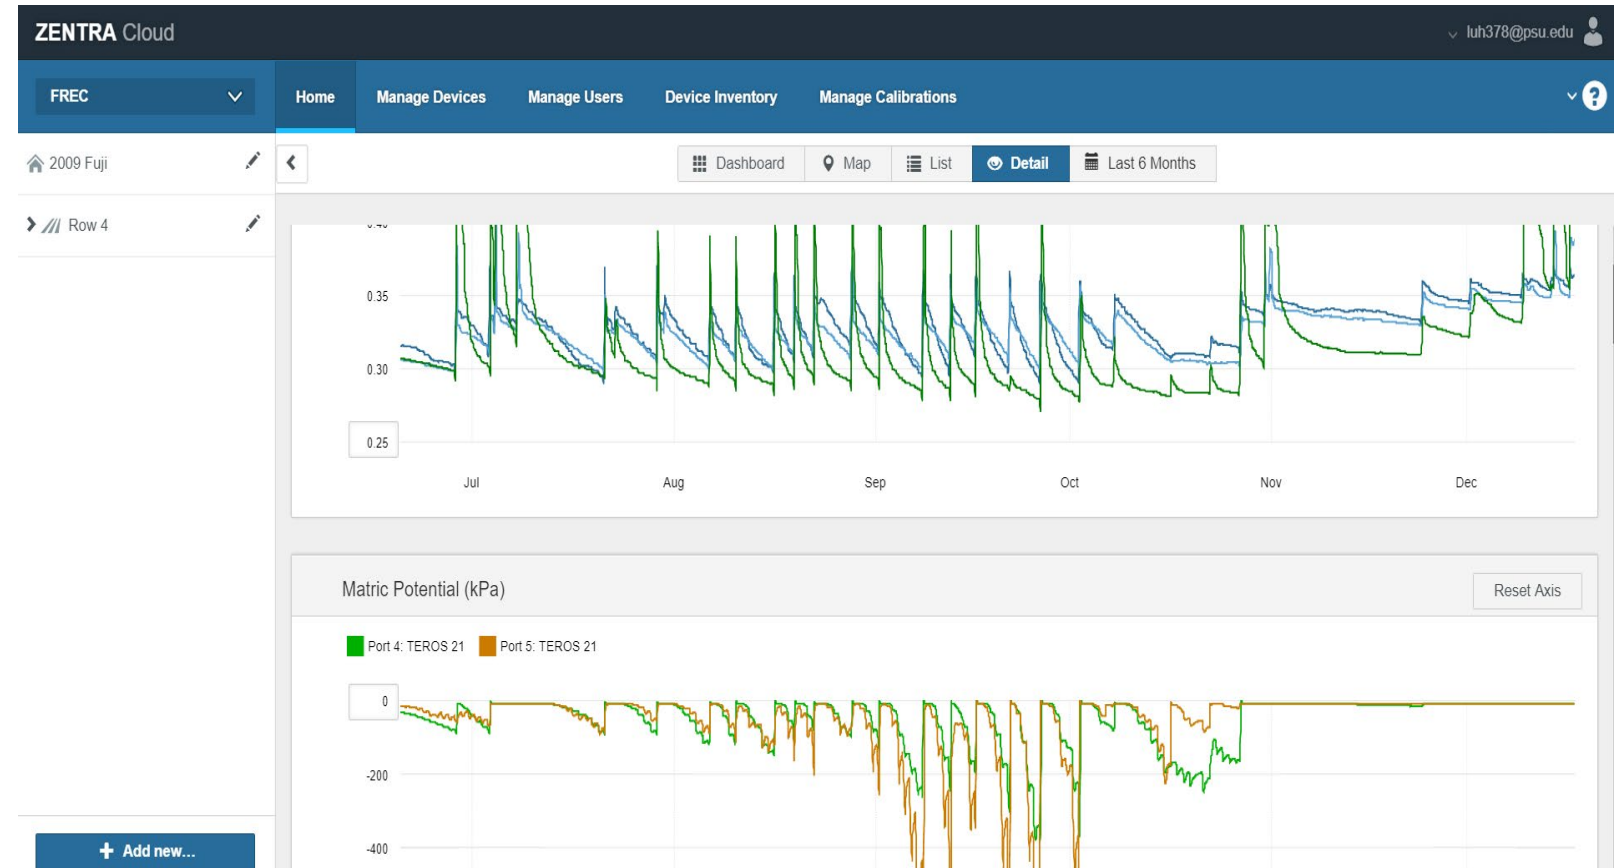 ZENTRA Cloud
luh378@psu.edu
FREC
Home Manage Devices Manage Users Device Inventory Manage Calibrations
?
2009 Fuji
Dashboard Map List Detail Last 6 Months
Row 4
0.35
0.30
0.25
Jul Aug Sep Oct Nov Dec
Matric Potential (kPa)
Reset Axis
Port 4: TEROS 21 Port 5: TEROS 21
0
-200
-400
+ Add new...